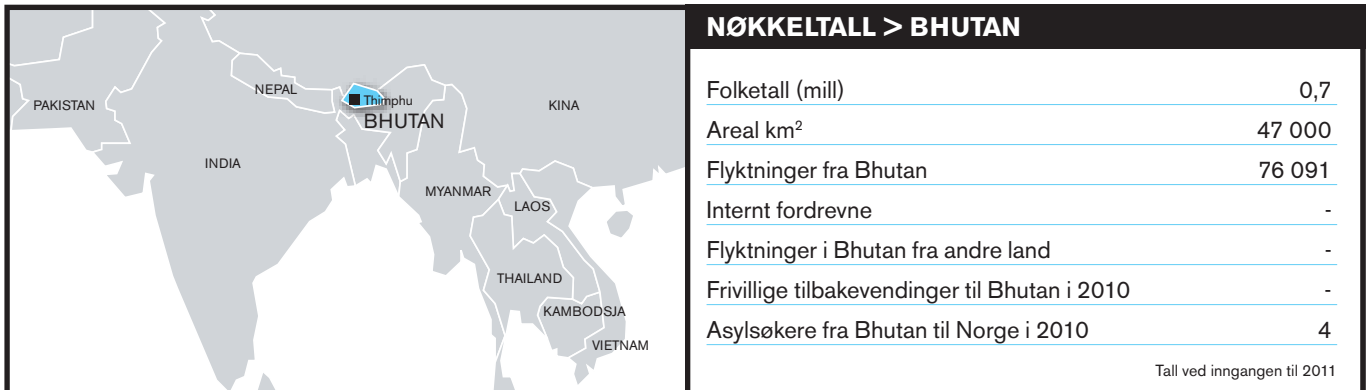 PAKISTAN
NEPAL
Thimphu
BHUTAN
KINA
INDIA
MYANMAR
LAOS
THAILAND
KAMBODSJA
VIETNAM
NØKKELTALL > BHUTAN
Folketall (mill) 0,7
Areal km² 47 000
Flyktninger fra Bhutan 76 091
Internt fordrevne -
Flyktninger i Bhutan fra andre land -
Frivillige tilbakevendinger til Bhutan i 2010 -
Asylsøkere fra Bhutan til Norge i 2010 4
Tall ved inngangen til 2011